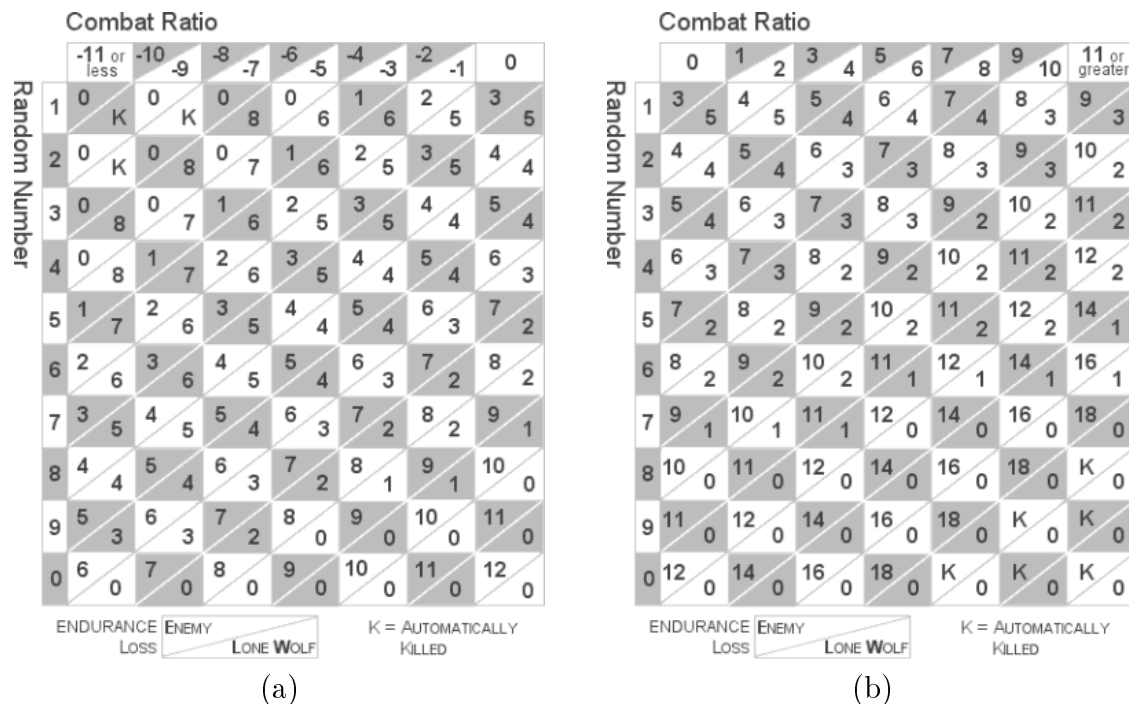 Combat Ratio
-11 or less -10 -9 -8 -7 -6 -5 -4 -3 -2 -1 0
Random Number
1 0 K 0 K 0 8 0 6 1 6 2 5 3 5
2 0 K 0 8 0 7 1 6 2 5 3 5 4 4
3 0 8 0 7 1 6 2 5 3 5 4 4 5 4
4 0 8 1 7 2 6 3 5 4 4 5 4 6 3
5 1 7 2 6 3 5 4 4 5 4 6 3 7 2
6 2 6 3 6 4 5 5 4 6 3 7 2 8 2
7 3 5 4 5 5 4 6 3 7 2 8 2 9 1
8 4 4 5 4 6 3 7 2 8 1 9 1 10 0
9 5 3 6 3 7 2 8 0 9 0 10 0 11 0
0 6 0 7 0 8 0 9 0 10 0 11 0 12 0
ENDURANCE LOSS ENEMY LONE WOLF
K = AUTOMATICALLY KILLED
(a)
Combat Ratio
0 1 2 3 4 5 6 7 8 9 10 11 or greater
Random Number
1 3 5 4 5 5 4 6 4 7 4 8 3 9 3
2 4 4 5 4 6 3 7 3 8 3 9 3 10 2
3 5 4 6 3 7 3 8 3 9 2 10 2 11 2
4 6 3 7 3 8 2 9 2 10 2 11 2 12 2
5 7 2 8 2 9 2 10 2 11 2 12 2 14 1
6 8 2 9 2 10 2 11 1 12 1 14 1 16 1
7 9 1 10 1 11 1 12 0 14 0 16 0 18 0
8 10 0 11 0 12 0 14 0 16 0 18 0 K 0
9 11 0 12 0 14 0 16 0 18 0 K 0 K 0
0 12 0 14 0 16 0 18 0 K 0 K 0 K 0
ENDURANCE LOSS ENEMY LONE WOLF
K = AUTOMATICALLY KILLED
(b)